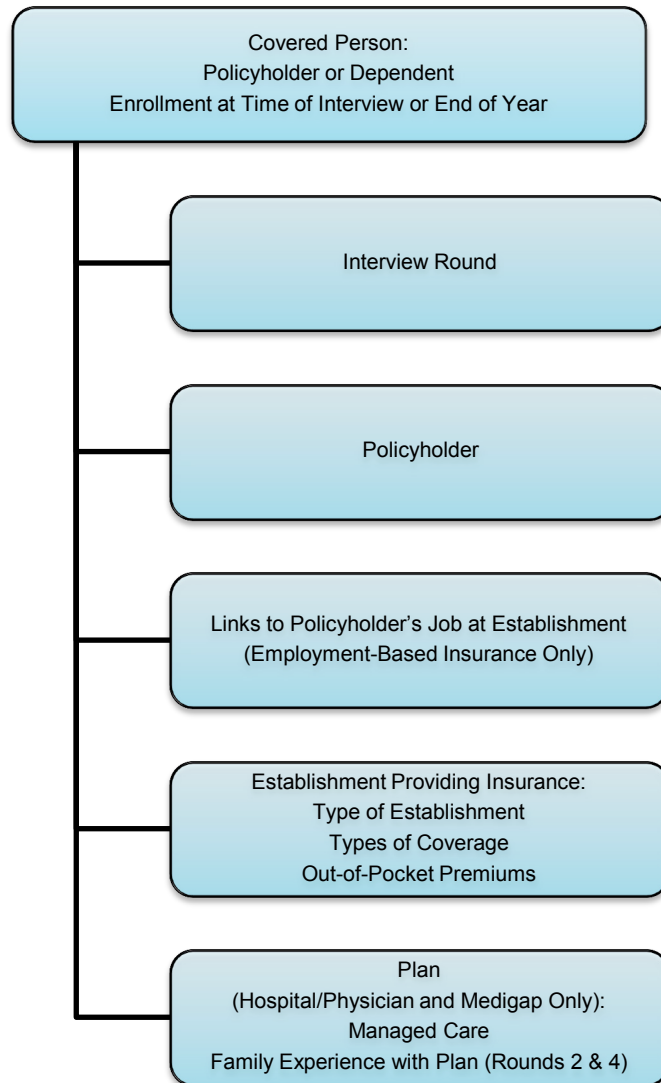 Covered Person:
Policyholder or Dependent
Enrollment at Time of Interview or End of Year
Interview Round
Policyholder
Links to Policyholder’s Job at Establishment
(Employment-Based Insurance Only)
Establishment Providing Insurance:
Type of Establishment
Types of Coverage
Out-of-Pocket Premiums
Plan
(Hospital/Physician and Medigap Only):
Managed Care
Family Experience with Plan (Rounds 2 & 4)